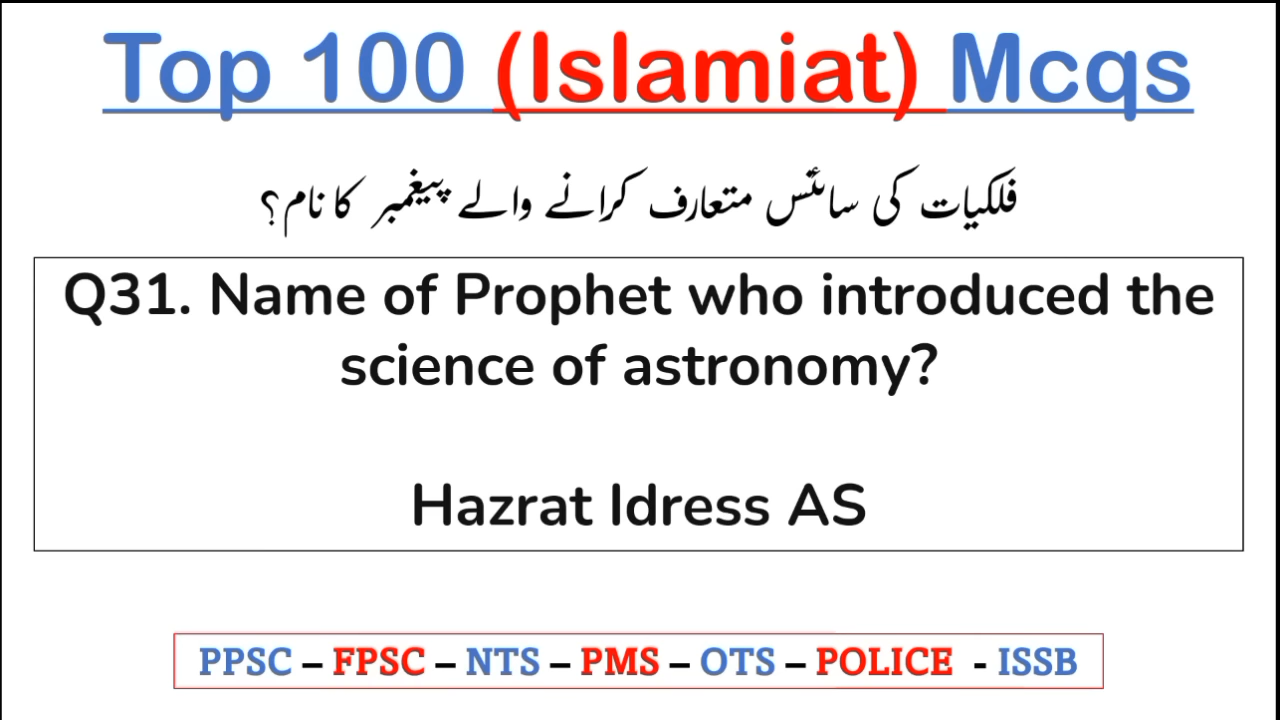 Top 100 (Islamiat) Mcqs
فلکیات کی سائنس متعارف کرانے والے پیغمبر کا نام؟
Q31. Name of Prophet who introduced the
science of astronomy?
Hazrat Idress AS
PPSC – FPSC – NTS – PMS – OTS – POLICE - ISSB